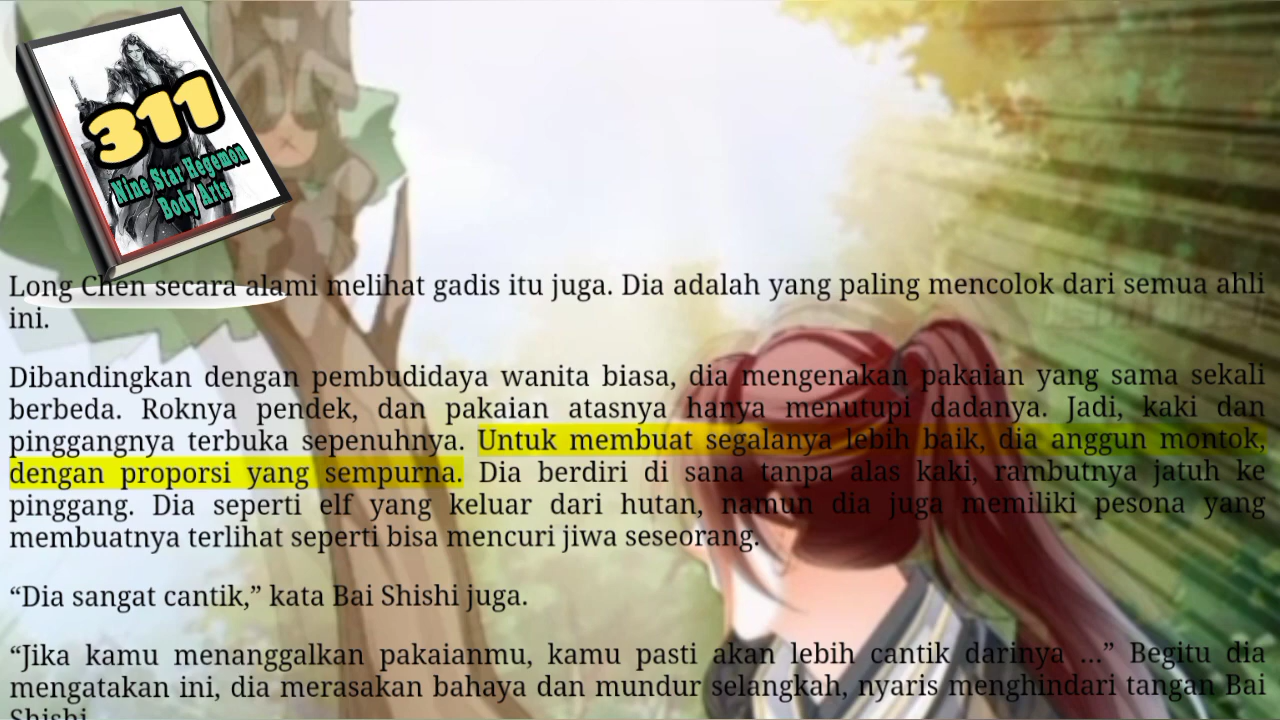 311
Nine Star Hegemon
Body Arts
Long Chen secara alami melihat gadis itu juga. Dia adalah yang paling mencolok dari semua ahli
ini.
Dibandingkan dengan pembudidaya wanita biasa, dia mengenakan pakaian yang sama sekali
berbeda. Roknya pendek, dan pakaian atasnya hanya menutupi dadanya. Jadi, kaki dan
pinggangnya terbuka sepenuhnya. Untuk membuat segalanya lebih baik, dia anggun montok,
dengan proporsi yang sempurna. Dia berdiri di sana tanpa alas kaki, rambutnya jatuh ke
pinggang. Dia seperti elf yang keluar dari hutan, namun dia juga memiliki pesona yang
membuatnya terlihat seperti bisa mencuri jiwa seseorang.
“Dia sangat cantik,” kata Bai Shishi juga.
“Jika kamu menanggalkan pakaianmu, kamu pasti akan lebih cantik darinya ...” Begitu dia
mengatakan ini, dia merasakan bahaya dan mundur selangkah, nyaris menghindari tangan Bai
Shishi